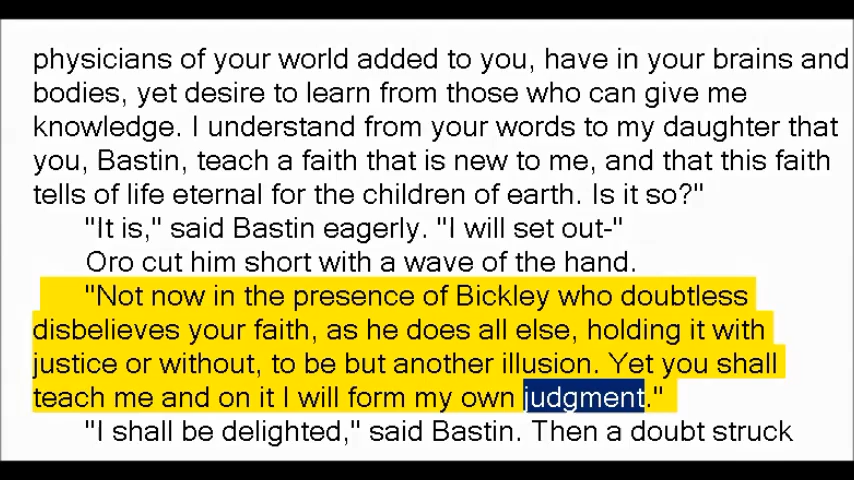 physicians of your world added to you, have in your brains and
bodies, yet desire to learn from those who can give me
knowledge. I understand from your words to my daughter that
you, Bastin, teach a faith that is new to me, and that this faith
tells of life eternal for the children of earth. Is it so?"
"It is," said Bastin eagerly. "I will set out-"
Oro cut him short with a wave of the hand.
"Not now in the presence of Bickley who doubtless
disbelieves your faith, as he does all else, holding it with
justice or without, to be but another illusion. Yet you shall
teach me and on it I will form my own judgment."
"I shall be delighted," said Bastin. Then a doubt struck